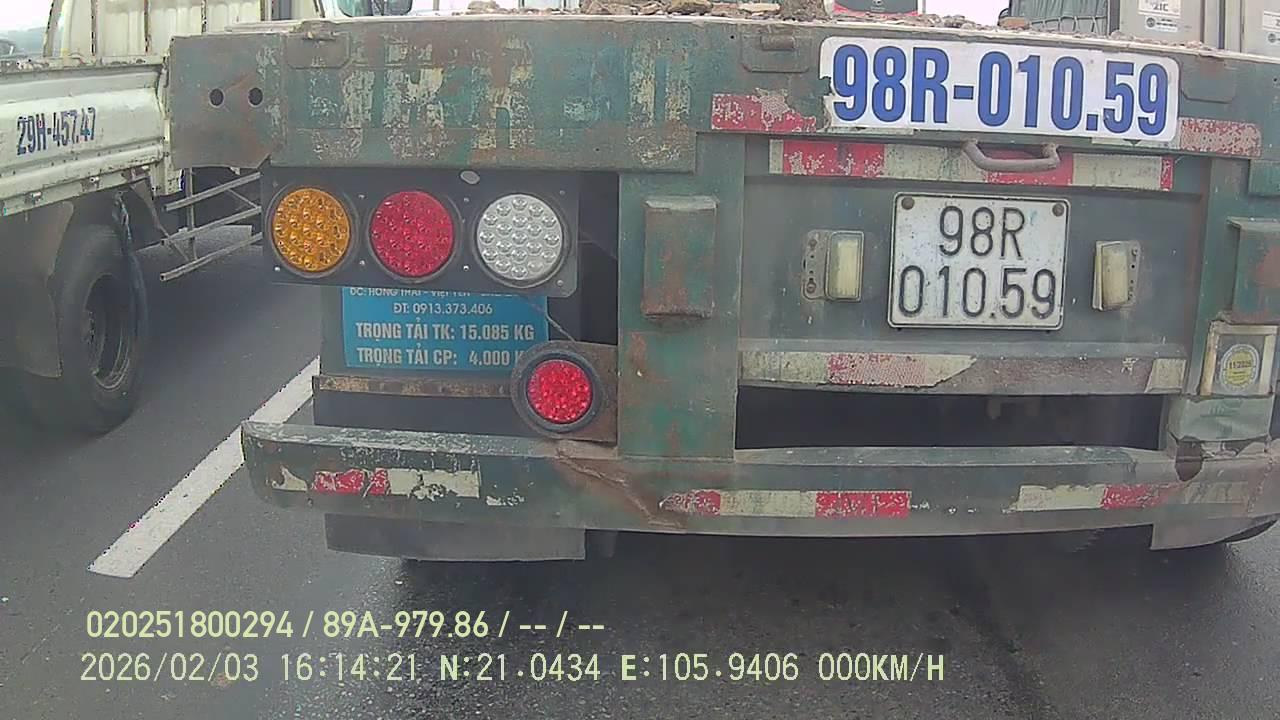 29H-457.47
98R-010.59
98R
010.59
ĐT: 0913.373.406
TRỌNG TẢI TK: 15.085 KG
TRỌNG TẢI CP: 4.000 K
11/2026
020251800294 / 89A-979.86 / -- / --
2026/02/03 16:14:21 N:21.0434 E:105.9406 000KM/H